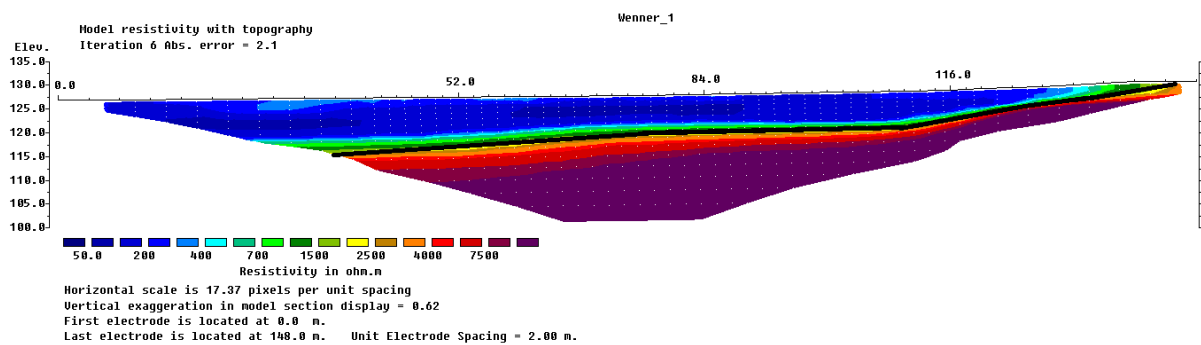 Wenner_1
Model resistivity with topography
Iteration 6 Abs. error = 2.1
Elev.
135.0
130.0
125.0
120.0
115.0
110.0
105.0
100.0
0.0 52.0 84.0 116.0
50.0 200 400 700 1500 2500 4000 7500
Resistivity in ohm.m
Horizontal scale is 17.37 pixels per unit spacing
Vertical exaggeration in model section display = 0.62
First electrode is located at 0.0 m.
Last electrode is located at 148.0 m. Unit Electrode Spacing = 2.00 m.